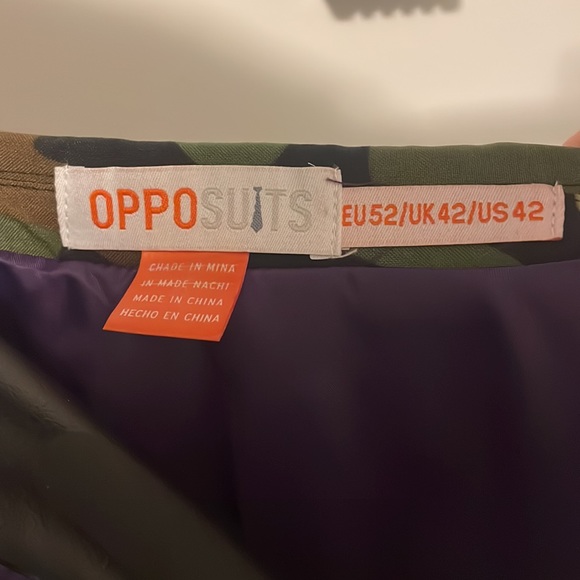 OPPOSUITS
EU52/UK42/US42
CHADE IN MINA
IN MADE NACHI
MADE IN CHINA
HECHO EN CHINA